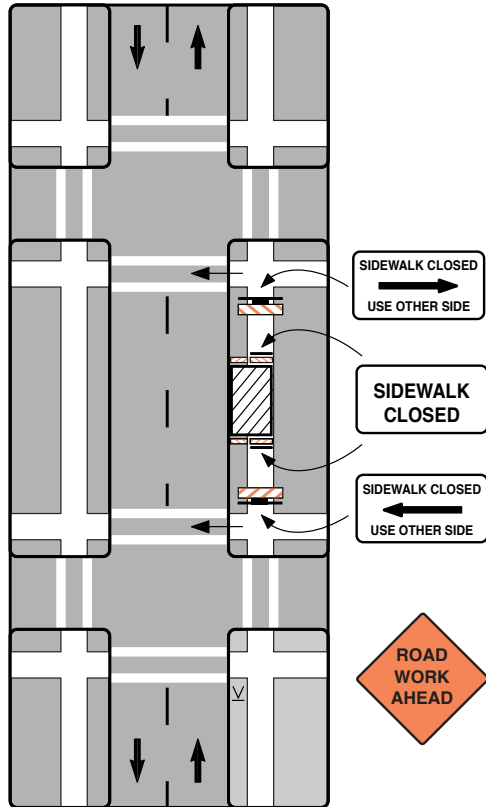 SIDEWALK CLOSED
USE OTHER SIDE
SIDEWALK
CLOSED
SIDEWALK CLOSED
USE OTHER SIDE
ROAD
WORK
AHEAD